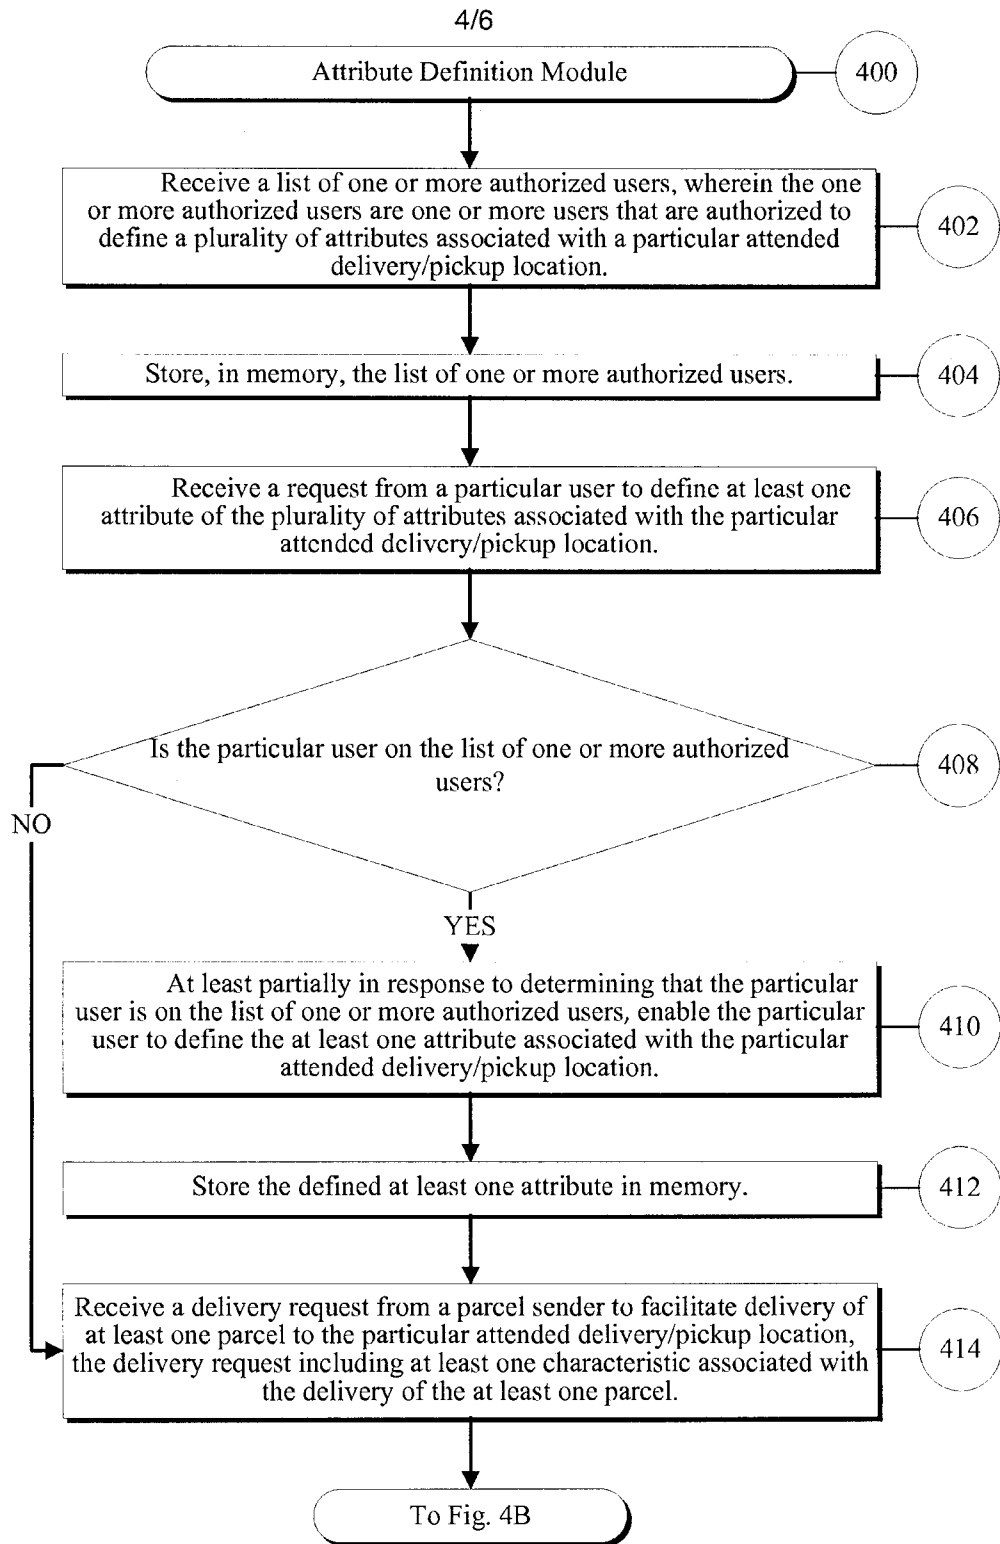 4/6
Attribute Definition Module
400
Receive a list of one or more authorized users, wherein the one
or more authorized users are one or more users that are authorized to
define a plurality of attributes associated with a particular attended
delivery/pickup location.
402
Store, in memory, the list of one or more authorized users.
404
Receive a request from a particular user to define at least one
attribute of the plurality of attributes associated with the particular
attended delivery/pickup location.
406
Is the particular user on the list of one or more authorized
users?
408
NO
YES
At least partially in response to determining that the particular
user is on the list of one or more authorized users, enable the particular
user to define the at least one attribute associated with the particular
attended delivery/pickup location.
410
Store the defined at least one attribute in memory.
412
Receive a delivery request from a parcel sender to facilitate delivery of
at least one parcel to the particular attended delivery/pickup location,
the delivery request including at least one characteristic associated with
the delivery of the at least one parcel.
414
To Fig. 4B